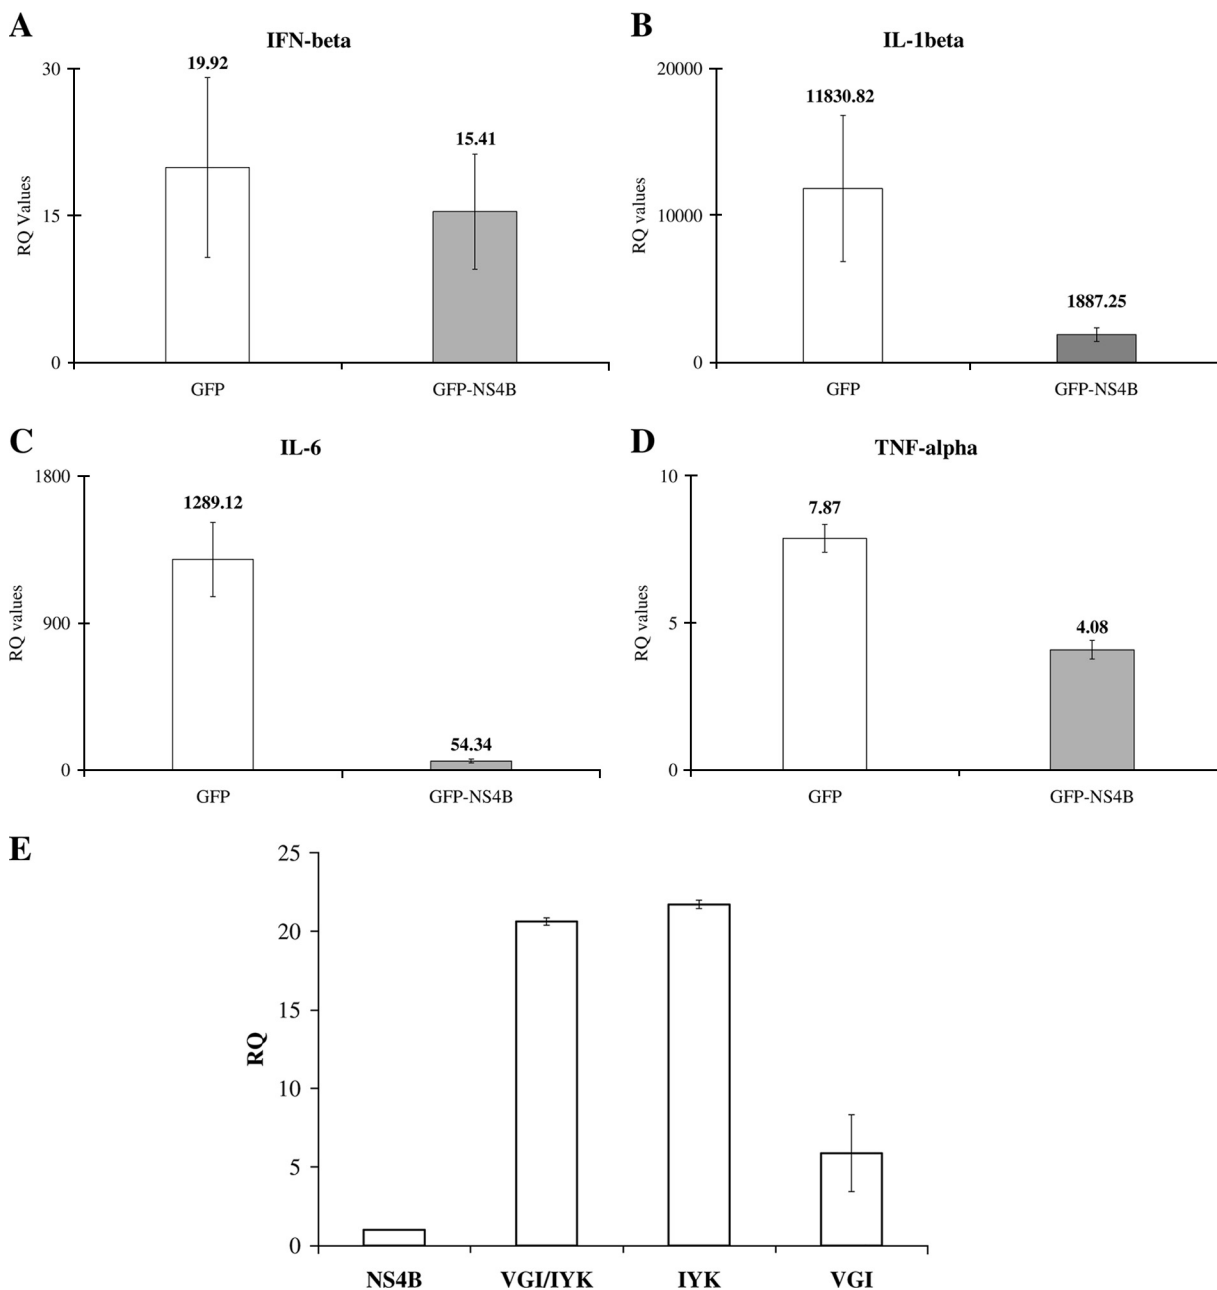 A
IFN-beta
30
15
0
RQ Values
19.92
15.41
GFP
GFP-NS4B
B
IL-1beta
20000
10000
0
RQ values
11830.82
1887.25
GFP
GFP-NS4B
C
IL-6
1800
900
0
RQ values
1289.12
54.34
GFP
GFP-NS4B
D
TNF-alpha
10
5
0
RQ values
7.87
4.08
GFP
GFP-NS4B
E
25
20
15
10
5
0
RQ
NS4B
VGI/IYK
IYK
VGI